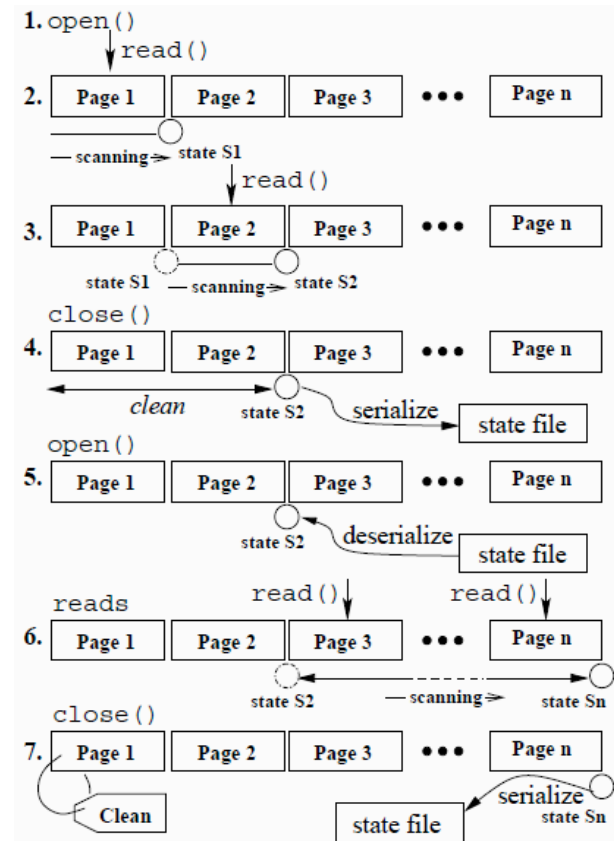 1. open()
read()
2. Page 1 Page 2 Page 3 ••• Page n
scanning state S1
read()
3. Page 1 Page 2 Page 3 ••• Page n
state S1 scanning state S2
close()
4. Page 1 Page 2 Page 3 ••• Page n
clean state S2 serialize state file
open()
5. Page 1 Page 2 Page 3 ••• Page n
state S2 deserialize state file
reads read() read()
6. Page 1 Page 2 Page 3 ••• Page n
state S2 scanning state Sn
close()
7. Page 1 Page 2 Page 3 ••• Page n
Clean state file serialize state Sn